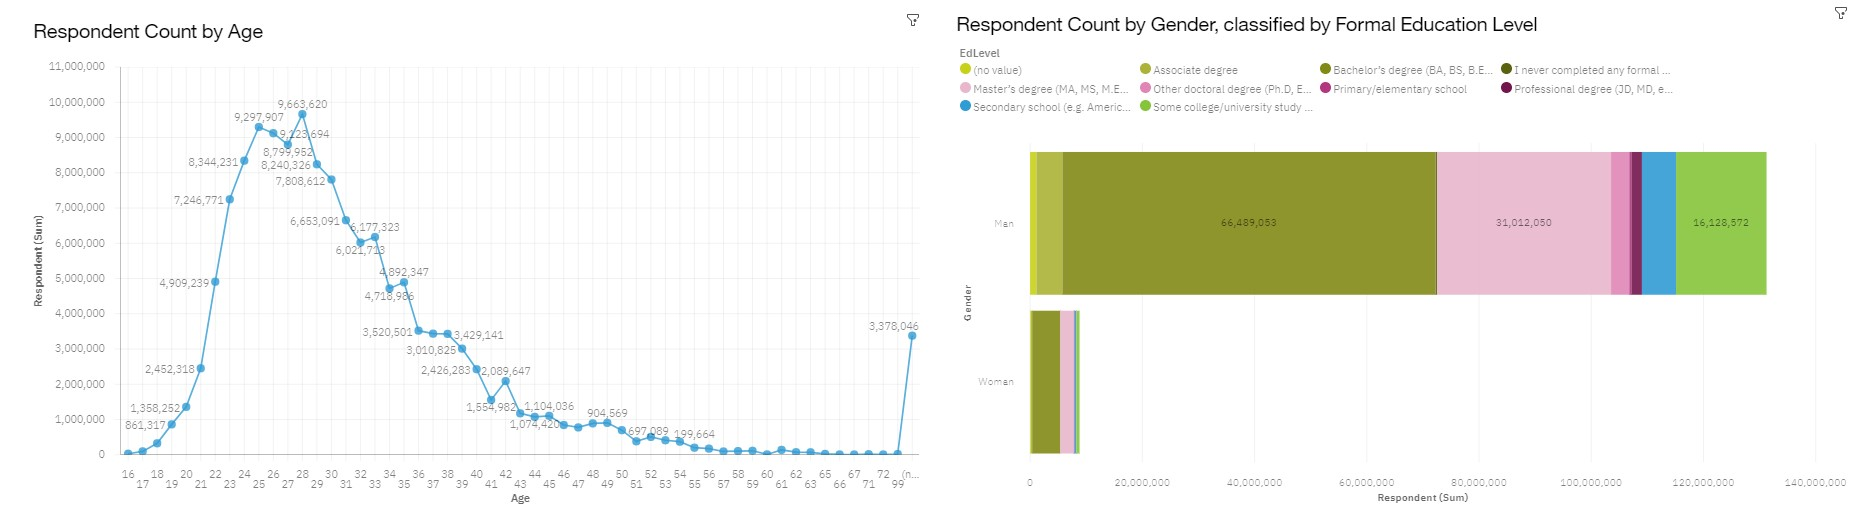 Respondent Count by Age
11,000,000
10,000,000
9,000,000
8,000,000
7,000,000
6,000,000
5,000,000
4,000,000
3,000,000
2,000,000
1,000,000
0
Respondent (Sum)
861,317
1,358,252
2,452,318
4,909,239
7,246,771
8,344,231
9,297,907
9,123,694
8,799,952
9,663,620
8,240,326
7,808,612
6,653,091
6,021,713
6,177,323
4,718,986
4,892,347
3,520,501
3,429,141
3,010,825
2,426,283
1,554,982
2,089,647
1,074,420
1,104,036
904,569
697,089
199,664
3,378,046
16 18 20 22 24 26 28 30 32 34 36 38 40 42 44 46 48 50 52 54 56 58 60 62 65 67 72 (n...
17 19 21 23 25 27 29 31 33 35 37 39 41 43 45 47 49 51 53 55 57 59 61 63 66 71 99
Age
Respondent Count by Gender, classified by Formal Education Level
EdLevel
(no value) Associate degree Bachelor's degree (BA, BS, B.E... I never completed any formal ...
Master's degree (MA, MS, M.E... Other doctoral degree (Ph.D, E... Primary/elementary school Professional degree (JD, MD, e...
Secondary school (e.g. Americ... Some college/university study ...
Gender
Man
66,489,053 31,012,050 16,128,572
Woman
0 20,000,000 40,000,000 60,000,000 80,000,000 100,000,000 120,000,000 140,000,000
Respondent (Sum)